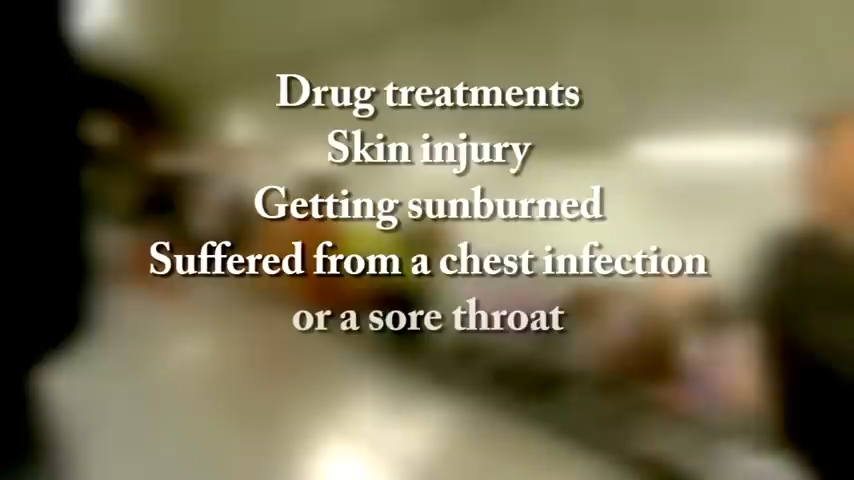 Drug treatments
Skin injury
Getting sunburned
Suffered from a chest infection
or a sore throat